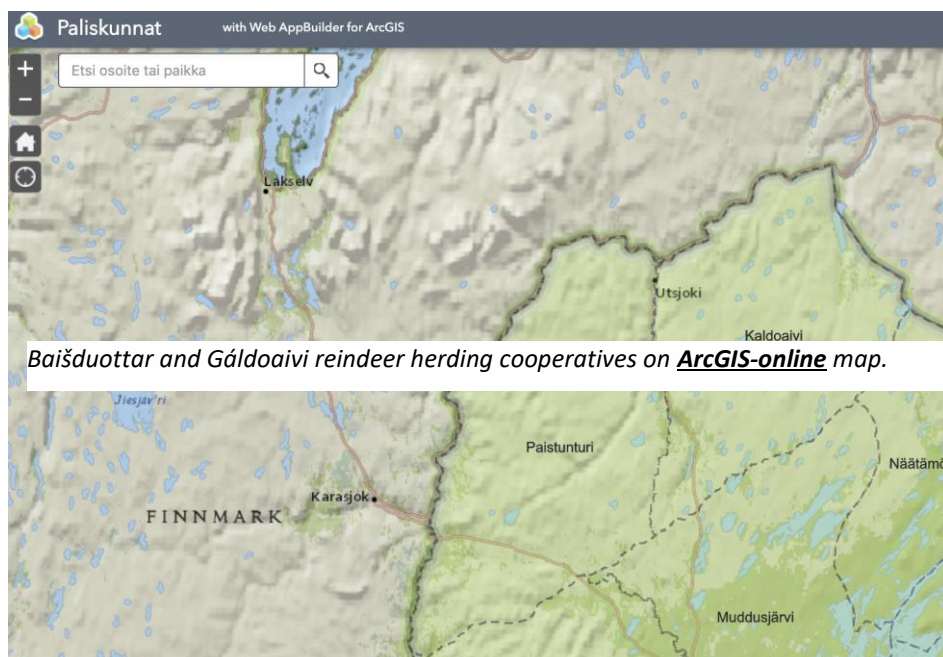 Paliskunnat with Web AppBuilder for ArcGIS
+
Etsi osoite tai paikka
–
Lakselv
Utsjoki
Kaldoaivi
Baišduottar and Gáldoaivi reindeer herding cooperatives on ArcGIS-online map.
Jiesjav'ri
Paistunturi
Näätämö
Karasjok
FINNMARK
Muddusjärvi